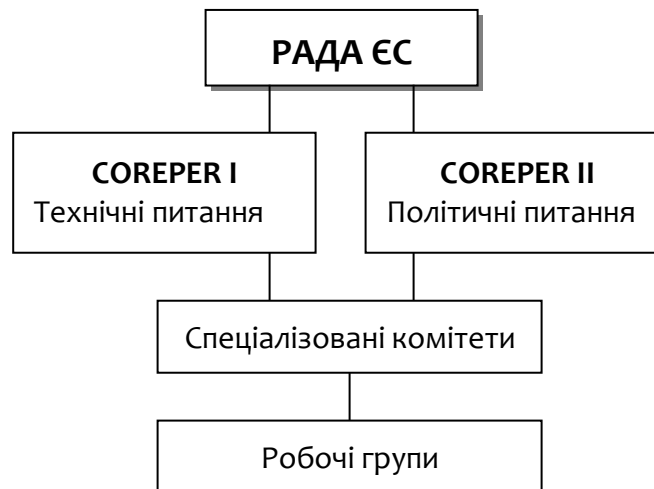 РАДА ЄС
COREPER I
Технічні питання
COREPER II
Політичні питання
Спеціалізовані комітети
Робочі групи